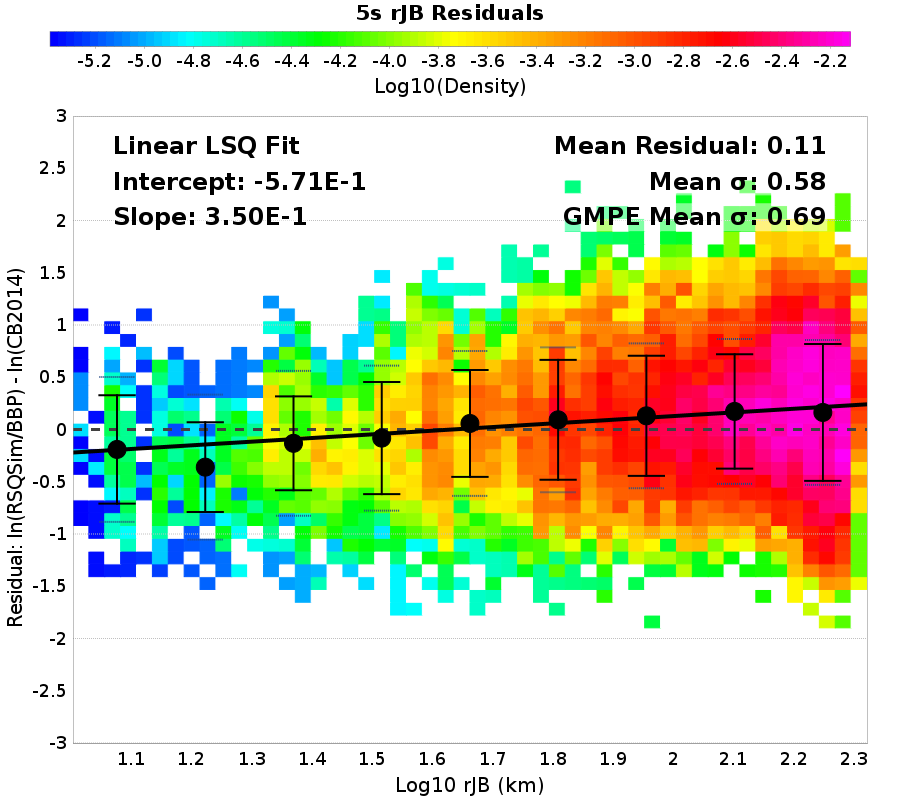 5s rJB Residuals
-5.2 -5.0 -4.8 -4.6 -4.4 -4.2 -4.0 -3.8 -3.6 -3.4 -3.2 -3.0 -2.8 -2.6 -2.4 -2.2
Log10(Density)
Linear LSQ Fit
Intercept: -5.71E-1
Slope: 3.50E-1
Mean Residual: 0.11
Mean σ: 0.58
GMPE Mean σ: 0.69
Residual: ln(RSQSim/BBP) - ln(CB2014)
3
2.5
2
1.5
1
0.5
0
-0.5
-1
-1.5
-2
-2.5
-3
1.1 1.2 1.3 1.4 1.5 1.6 1.7 1.8 1.9 2 2.1 2.2 2.3
Log10 rJB (km)